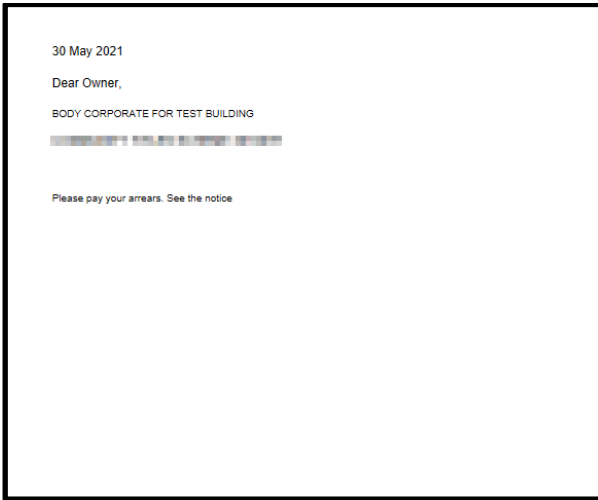 30 May 2021
Dear Owner,
BODY CORPORATE FOR TEST BUILDING
Please pay your arrears. See the notice